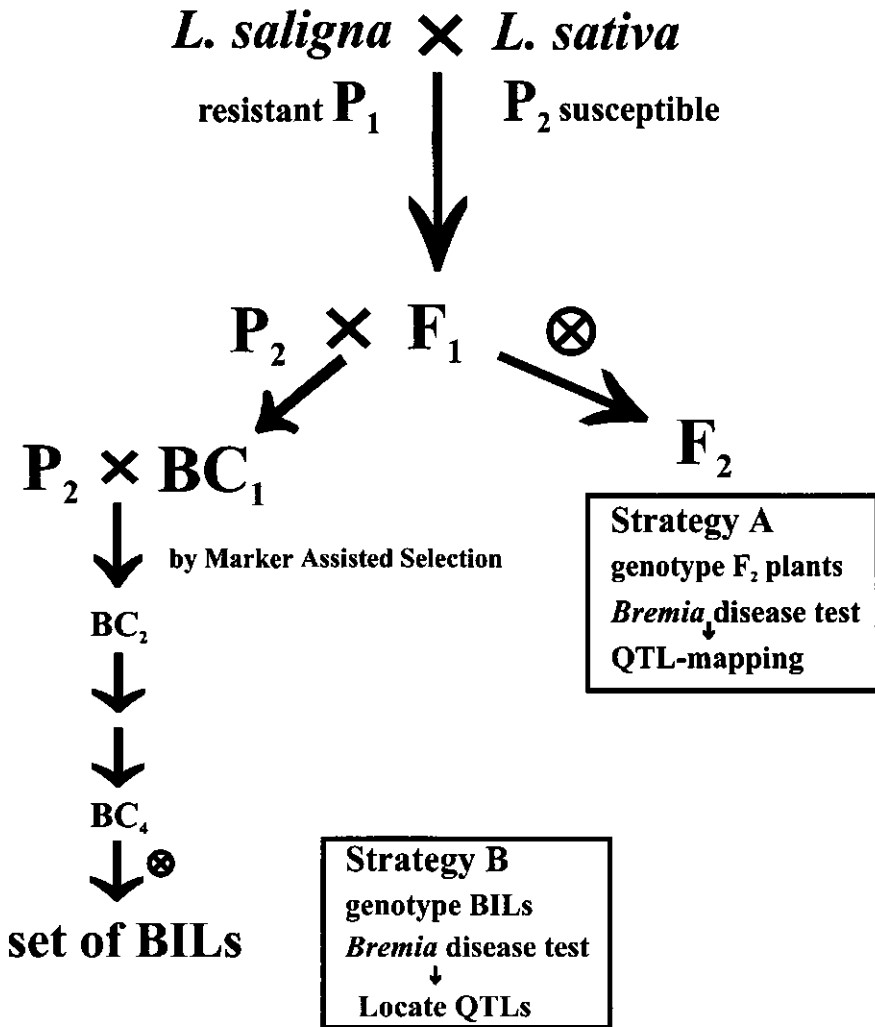 L. saligna × L. sativa
resistant P₁ P₂ susceptible
P₂ × F₁ ⊗
P₂ × BC₁
F₂
by Marker Assisted Selection
BC₂
BC₄
⊗
set of BILs
Strategy A
genotype F₂ plants
Bremia disease test
QTL-mapping
Strategy B
genotype BILs
Bremia disease test
Locate QTLs